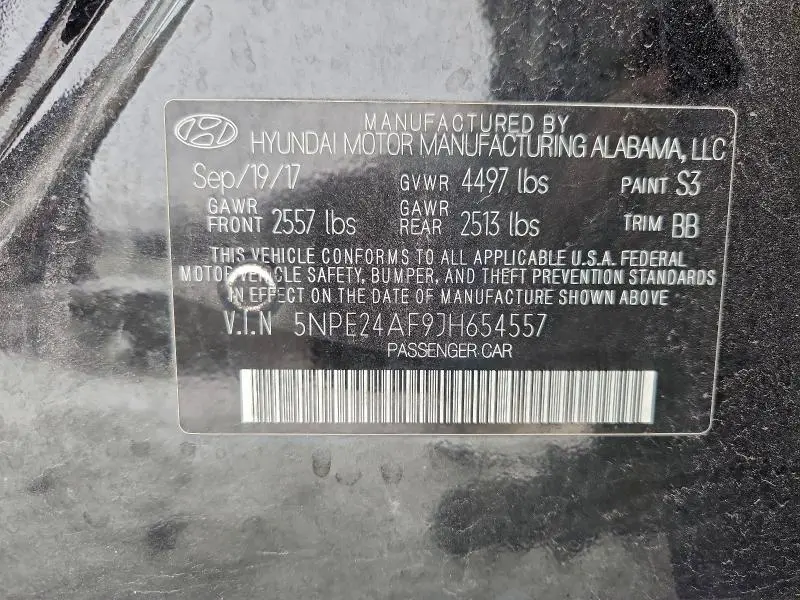 MANUFACTURED BY
HYUNDAI MOTOR MANUFACTURING ALABAMA, LLC
Sep/19/17 GVWR 4497 lbs PAINT S3
GAWR FRONT 2557 lbs GAWR REAR 2513 lbs TRIM BB
THIS VEHICLE CONFORMS TO ALL APPLICABLE U.S.A. FEDERAL
MOTOR VEHICLE SAFETY, BUMPER, AND THEFT PREVENTION STANDARDS
IN EFFECT ON THE DATE OF MANUFACTURE SHOWN ABOVE
V.I.N 5NPE24AF9JH654557
PASSENGER CAR